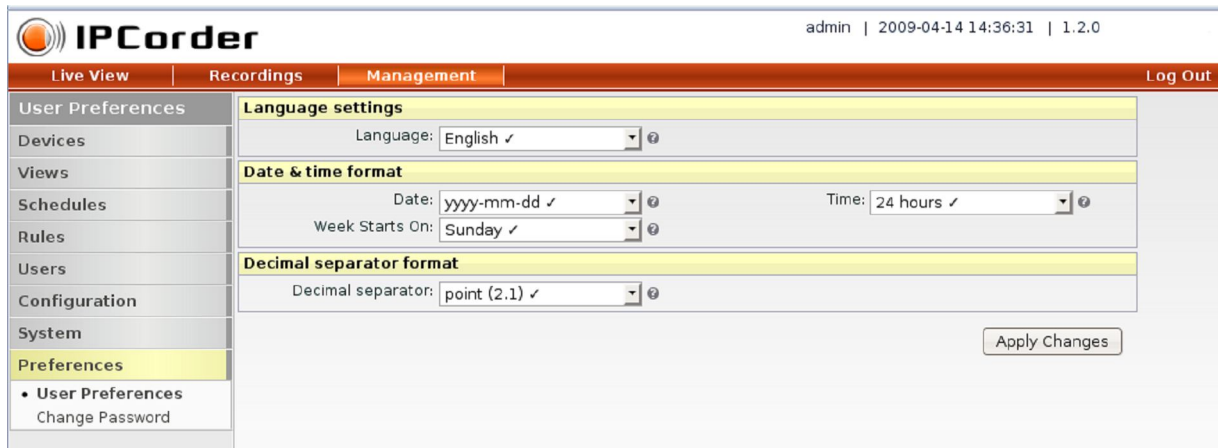 IPCorder
admin | 2009-04-14 14:36:31 | 1.2.0
Live View | Recordings | Management | Log Out
User Preferences
Devices
Views
Schedules
Rules
Users
Configuration
System
Preferences
• User Preferences
Change Password
Language settings
Language: English ✓
Date & time format
Date: yyyy-mm-dd ✓ Time: 24 hours ✓
Week Starts On: Sunday ✓
Decimal separator format
Decimal separator: point (2.1) ✓
Apply Changes